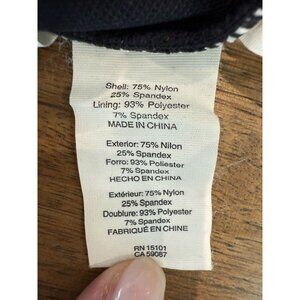 Shell: 75% Nylon
25% Spandex
Lining: 93% Polyester
7% Spandex
MADE IN CHINA
Exterior: 75% Nilon
25% Spandex
Forro: 93% Poliester
7% Spandex
HECHO EN CHINA
Extérieur: 75% Nylon
25% Spandex
Doublure: 93% Polyester
7% Spandex
FABRIQUÉ EN CHINE
RN 15101
CA 59087